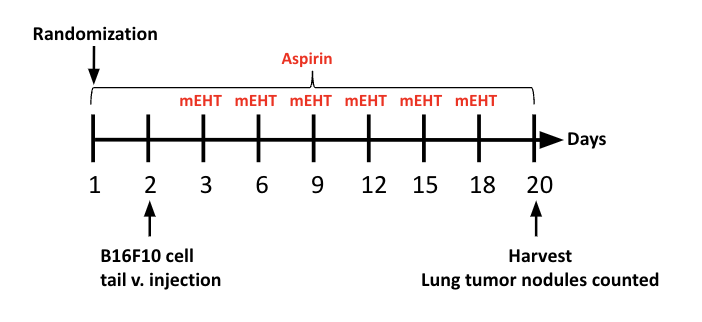 Randomization
Aspirin
mEHT mEHT mEHT mEHT mEHT mEHT
Days
1 2 3 6 9 12 15 18 20
B16F10 cell
tail v. injection
Harvest
Lung tumor nodules counted